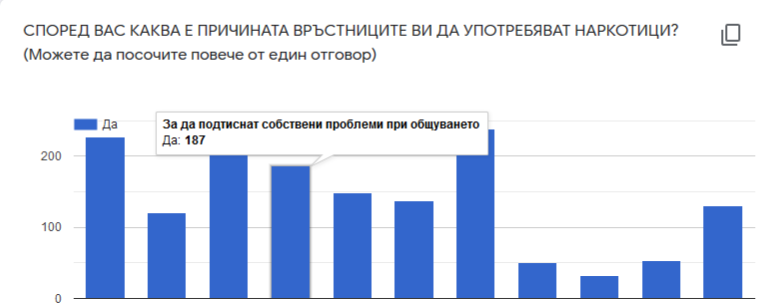 СПОРЕД ВАС КАКВА Е ПРИЧИНАТА ВРЪСТНИЦИТЕ ВИ ДА УПОТРЕБЯВАТ НАРКОТИЦИ?
(Можете да посочите повече от един отговор)
Да
За да подтиснат собствени проблеми при общуването
Да: 187
200
100
0